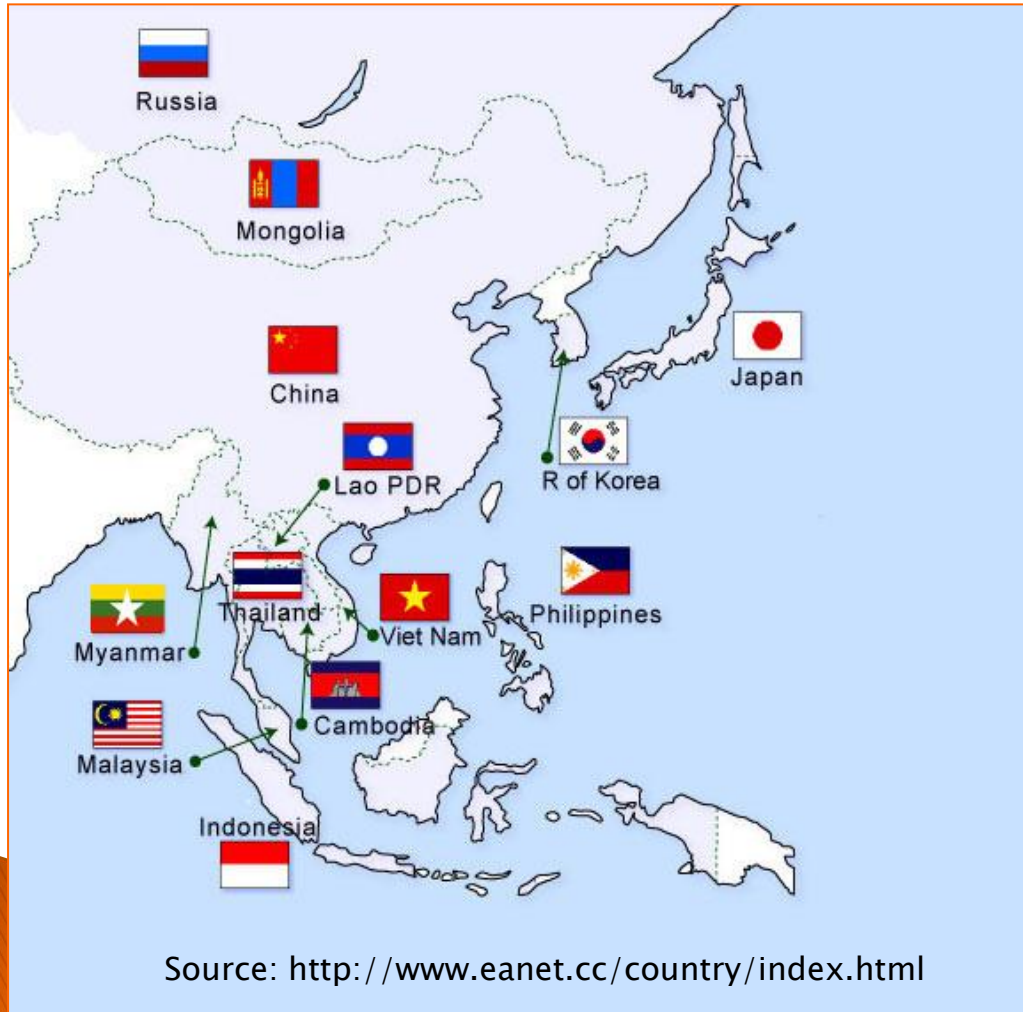 Russia
Mongolia
China
Japan
Lao PDR
R of Korea
Thailand
Viet Nam
Philippines
Myanmar
Cambodia
Malaysia
Indonesia
Source: http://www.eanet.cc/country/index.html